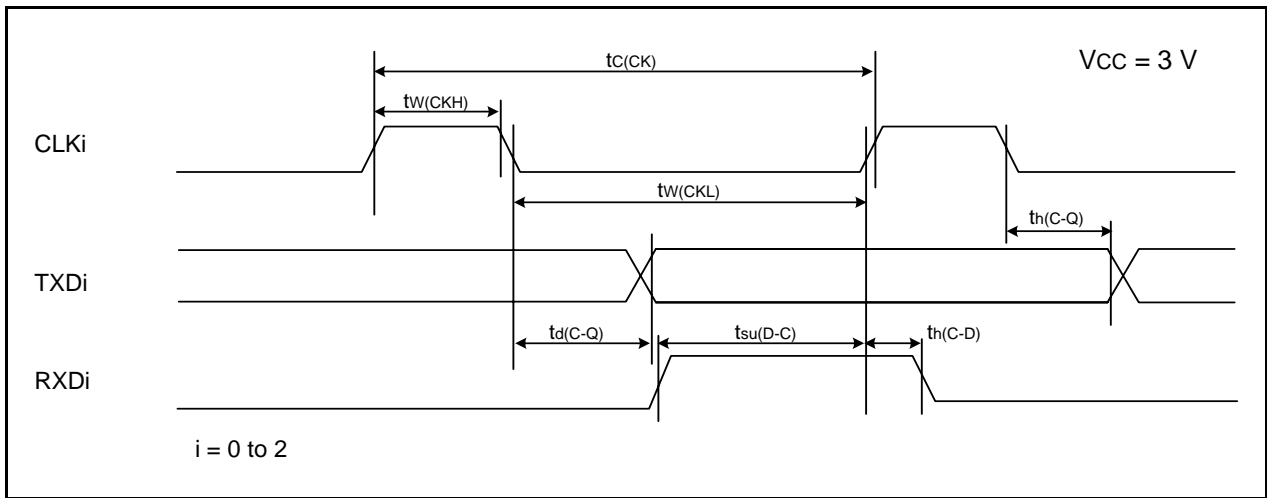 tC(CK)
VCC = 3 V
tW(CKH)
CLKi
tW(CKL)
th(C-Q)
TXDi
td(C-Q)
tsu(D-C)
th(C-D)
RXDi
i = 0 to 2